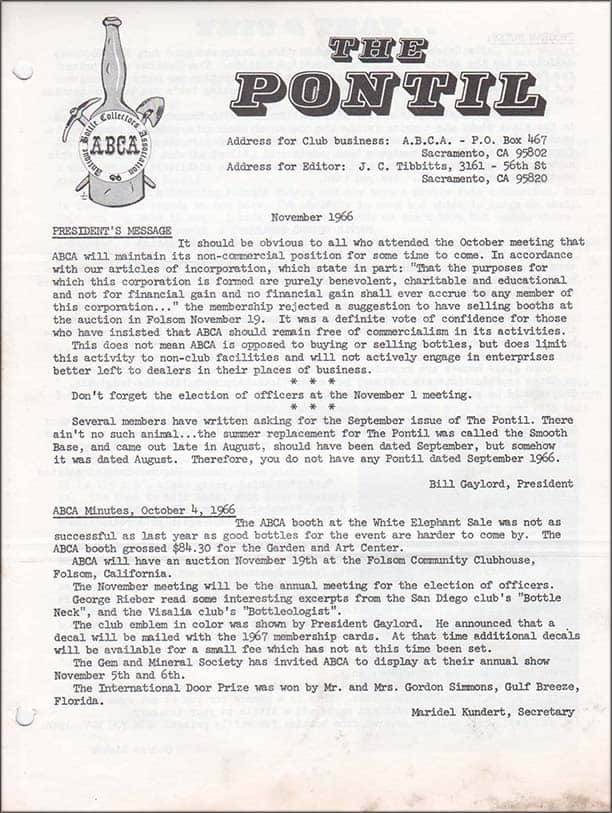 THE
PONTIL
Antique Bottle Collectors Association
ABCA
Address for Club business: A.B.C.A. - P.O. Box 467
Sacramento, CA 95802
Address for Editor: J. C. Tibbitts, 3161 - 56th St
Sacramento, CA 95820
November 1966
PRESIDENT'S MESSAGE
It should be obvious to all who attended the October meeting that
ABCA will maintain its non-commercial position for some time to come. In accordance
with our articles of incorporation, which state in part: "That the purposes for
which this corporation is formed are purely benevolent, charitable and educational
and not for financial gain and no financial gain shall ever accrue to any member of
this corporation..." the membership rejected a suggestion to have selling booths at
the auction in Folsom November 19. It was a definite vote of confidence for those
who have insisted that ABCA should remain free of commercialism in its activities.
This does not mean ABCA is opposed to buying or selling bottles, but does limit
this activity to non-club facilities and will not actively engage in enterprises
better left to dealers in their places of business.
* * *
Don't forget the election of officers at the November 1 meeting.
* * *
Several members have written asking for the September issue of The Pontil. There
ain't no such animal...the summer replacement for The Pontil was called the Smooth
Base, and came out late in August, should have been dated September, but somehow
it was dated August. Therefore, you do not have any Pontil dated September 1966.
Bill Gaylord, President
ABCA Minutes, October 4, 1966
The ABCA booth at the White Elephant Sale was not as
successful as last year as good bottles for the event are harder to come by. The
ABCA booth grossed $84.30 for the Garden and Art Center.
ABCA will have an auction November 19th at the Folsom Community Clubhouse,
Folsom, California.
The November meeting will be the annual meeting for the election of officers.
George Rieber read some interesting excerpts from the San Diego club's "Bottle
Neck", and the Visalia club's "Bottleologist".
The club emblem in color was shown by President Gaylord. He announced that a
decal will be mailed with the 1967 membership cards. At that time additional decals
will be available for a small fee which has not at this time been set.
The Gem and Mineral Society has invited ABCA to display at their annual show
November 5th and 6th.
The International Door Prize was won by Mr. and Mrs. Gordon Simmons, Gulf Breeze,
Florida.
Maridel Kundert, Secretary